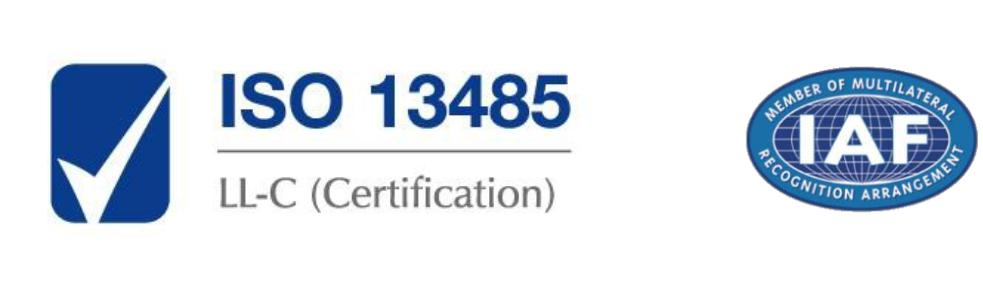 ISO 13485
LL-C (Certification)
MEMBER OF MULTILATERAL
IAF
RECOGNITION ARRANGEMENT